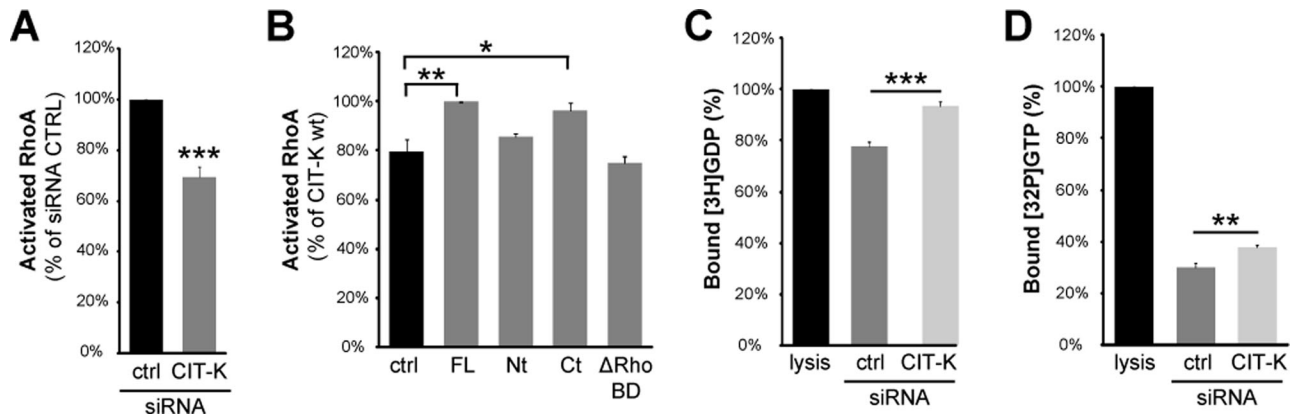 A
Activated RhoA
(% of siRNA CTRL)
120%
100%
80%
60%
40%
20%
0%
***
ctrl CIT-K
siRNA
B
Activated RhoA
(% of CIT-K wt)
120%
100%
80%
60%
40%
20%
0%
*
**
ctrl FL Nt Ct ΔRho
BD
C
Bound [3H]GDP (%)
120%
100%
80%
60%
40%
20%
0%
***
lysis ctrl CIT-K
siRNA
D
Bound [32P]GTP (%)
120%
100%
80%
60%
40%
20%
0%
**
lysis ctrl CIT-K
siRNA